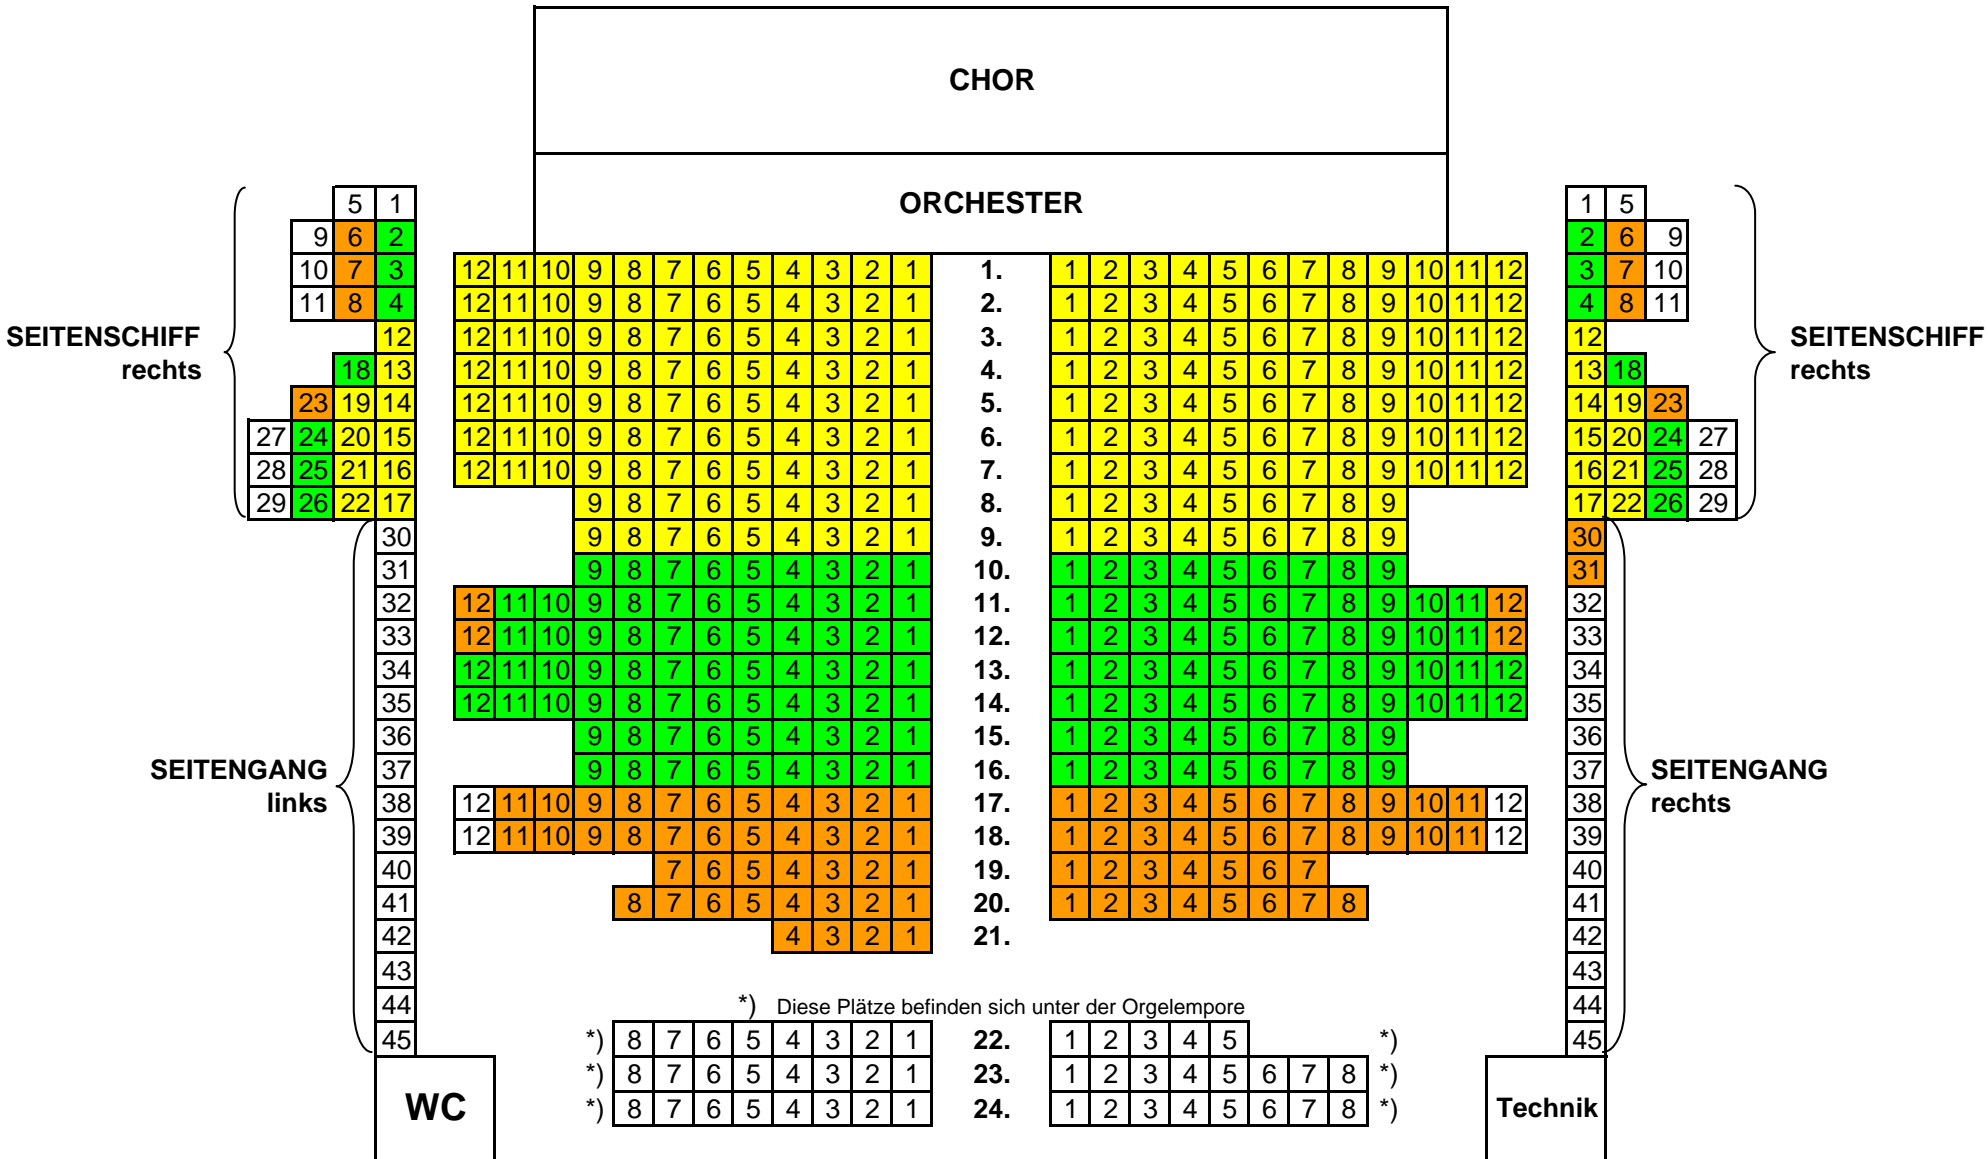 CHOR
ORCHESTER
5 1 1 5
9 6 2 2 6 9
10 7 3 12 11 10 9 8 7 6 5 4 3 2 1 1. 1 2 3 4 5 6 7 8 9 10 11 12 3 7 10
11 8 4 12 11 10 9 8 7 6 5 4 3 2 1 2. 1 2 3 4 5 6 7 8 9 10 11 12 4 8 11
SEITENSCHIFF
rechts
12 12 11 10 9 8 7 6 5 4 3 2 1 3. 1 2 3 4 5 6 7 8 9 10 11 12 12
SEITENSCHIFF
rechts
18 13 12 11 10 9 8 7 6 5 4 3 2 1 4. 1 2 3 4 5 6 7 8 9 10 11 12 13 18
23 19 14 12 11 10 9 8 7 6 5 4 3 2 1 5. 1 2 3 4 5 6 7 8 9 10 11 12 14 19 23
27 24 20 15 12 11 10 9 8 7 6 5 4 3 2 1 6. 1 2 3 4 5 6 7 8 9 10 11 12 15 20 24 27
28 25 21 16 12 11 10 9 8 7 6 5 4 3 2 1 7. 1 2 3 4 5 6 7 8 9 10 11 12 16 21 25 28
29 26 22 17 9 8 7 6 5 4 3 2 1 8. 1 2 3 4 5 6 7 8 9 17 22 26 29
30 9 8 7 6 5 4 3 2 1 9. 1 2 3 4 5 6 7 8 9 30
31 9 8 7 6 5 4 3 2 1 10. 1 2 3 4 5 6 7 8 9 31
32 12 11 10 9 8 7 6 5 4 3 2 1 11. 1 2 3 4 5 6 7 8 9 10 11 12 32
33 12 11 10 9 8 7 6 5 4 3 2 1 12. 1 2 3 4 5 6 7 8 9 10 11 12 33
34 12 11 10 9 8 7 6 5 4 3 2 1 13. 1 2 3 4 5 6 7 8 9 10 11 12 34
35 12 11 10 9 8 7 6 5 4 3 2 1 14. 1 2 3 4 5 6 7 8 9 10 11 12 35
36 9 8 7 6 5 4 3 2 1 15. 1 2 3 4 5 6 7 8 9 36
SEITENGANG
links
37 9 8 7 6 5 4 3 2 1 16. 1 2 3 4 5 6 7 8 9 37
SEITENGANG
rechts
38 12 11 10 9 8 7 6 5 4 3 2 1 17. 1 2 3 4 5 6 7 8 9 10 11 12 38
39 12 11 10 9 8 7 6 5 4 3 2 1 18. 1 2 3 4 5 6 7 8 9 10 11 12 39
40 7 6 5 4 3 2 1 19. 1 2 3 4 5 6 7 40
41 8 7 6 5 4 3 2 1 20. 1 2 3 4 5 6 7 8 41
42 4 3 2 1 21. 42
43 43
44 *) Diese Plätze befinden sich unter der Orgelempore 44
45 *) 8 7 6 5 4 3 2 1 22. 1 2 3 4 5 *) 45
*) 8 7 6 5 4 3 2 1 23. 1 2 3 4 5 6 7 8 *)
WC *) 8 7 6 5 4 3 2 1 24. 1 2 3 4 5 6 7 8 *) Technik